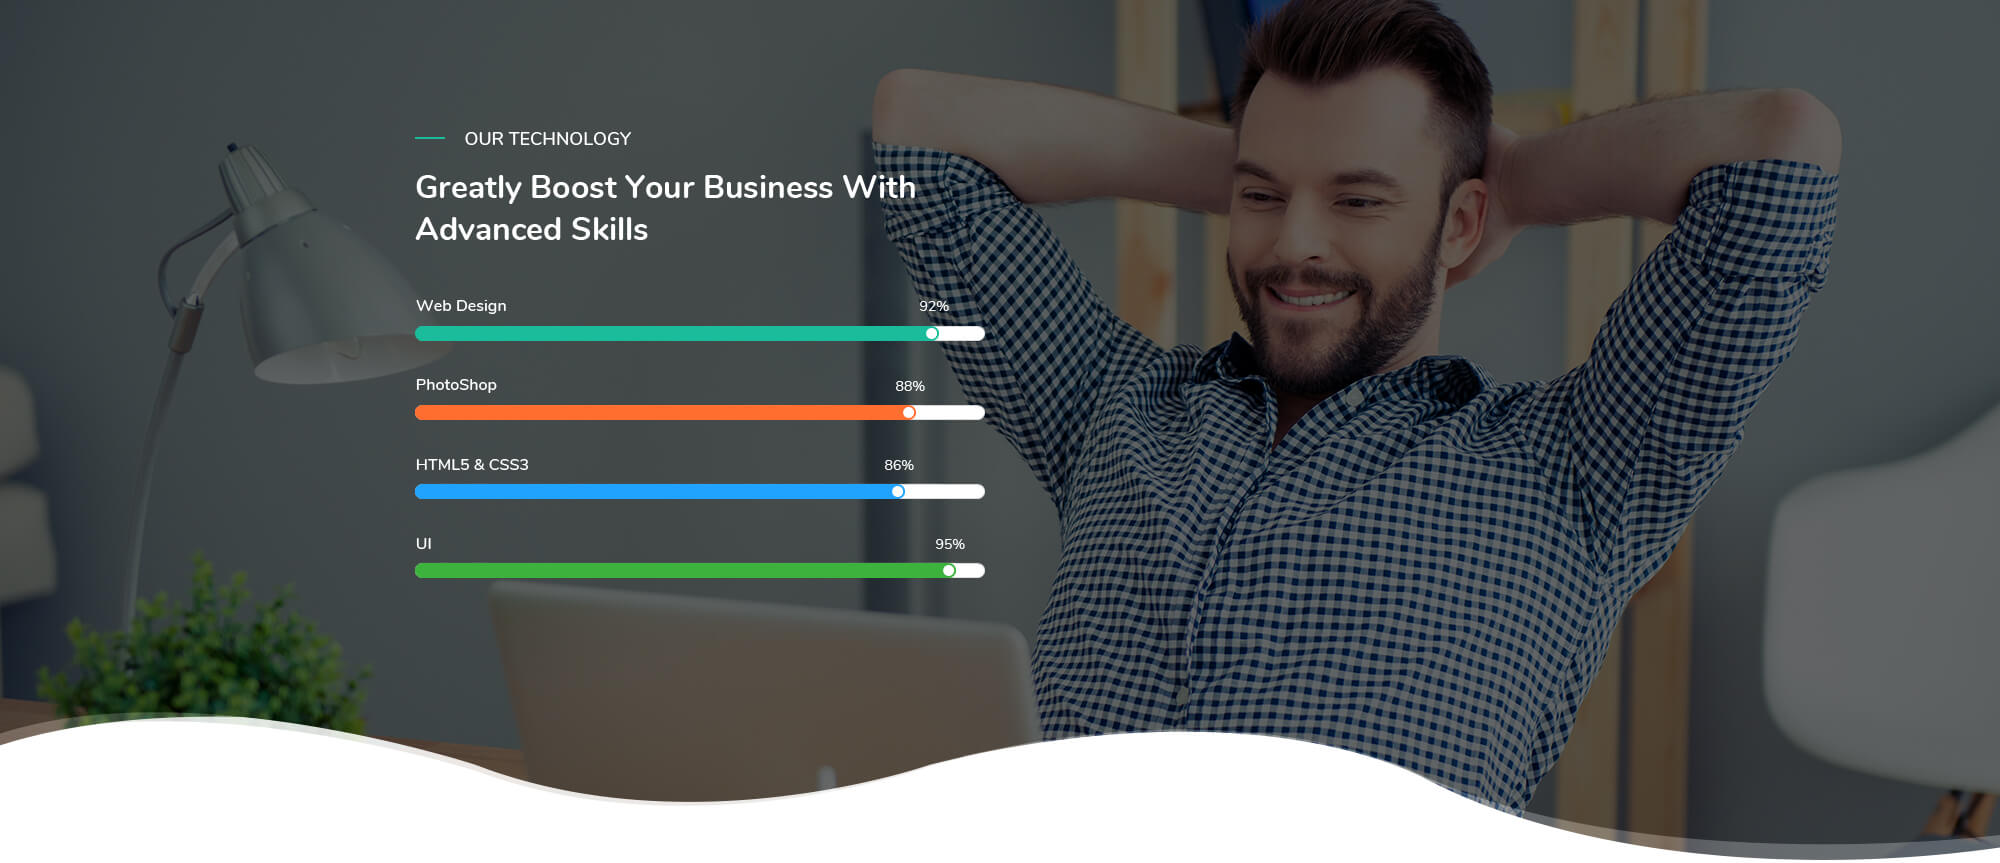 OUR TECHNOLOGY
Greatly Boost Your Business With
Advanced Skills
Web Design 92%
PhotoShop 88%
HTML5 & CSS3 86%
UI 95%